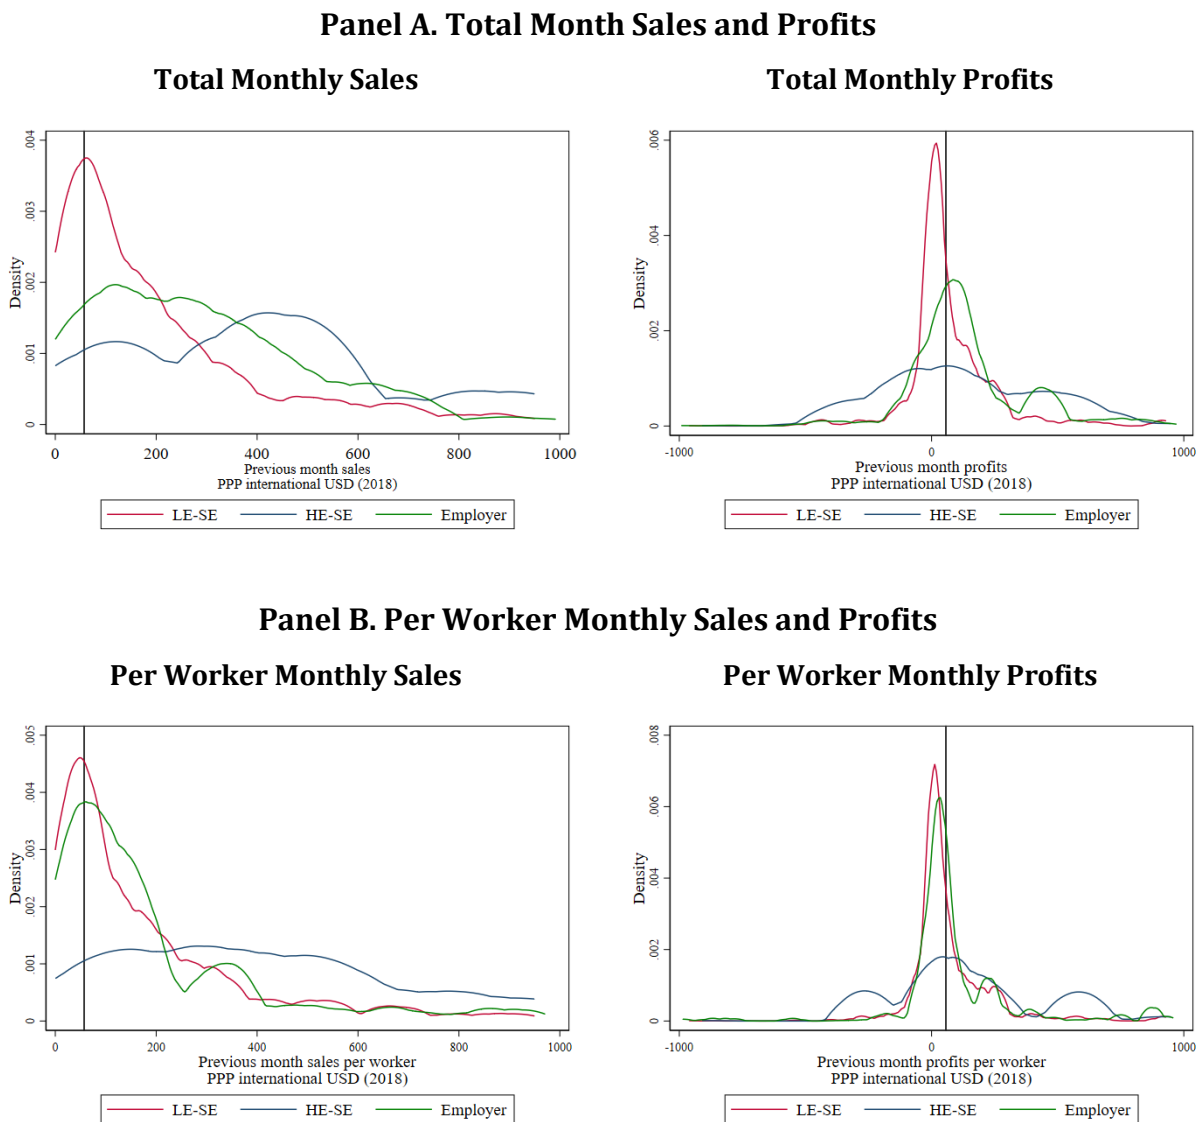 Panel A. Total Month Sales and Profits
Total Monthly Sales
Total Monthly Profits
.004
.003
.002
.001
0
Density
0
200
400
600
800
1000
Previous month sales
PPP international USD (2018)
LE-SE
HE-SE
Employer
.006
.004
.002
0
Density
-1000
0
1000
Previous month profits
PPP international USD (2018)
LE-SE
HE-SE
Employer
Panel B. Per Worker Monthly Sales and Profits
Per Worker Monthly Sales
Per Worker Monthly Profits
.005
.004
.003
.002
.001
0
Density
0
200
400
600
800
1000
Previous month sales per worker
PPP international USD (2018)
LE-SE
HE-SE
Employer
.008
.006
.004
.002
0
Density
-1000
0
1000
Previous month profits per worker
PPP international USD (2018)
LE-SE
HE-SE
Employer